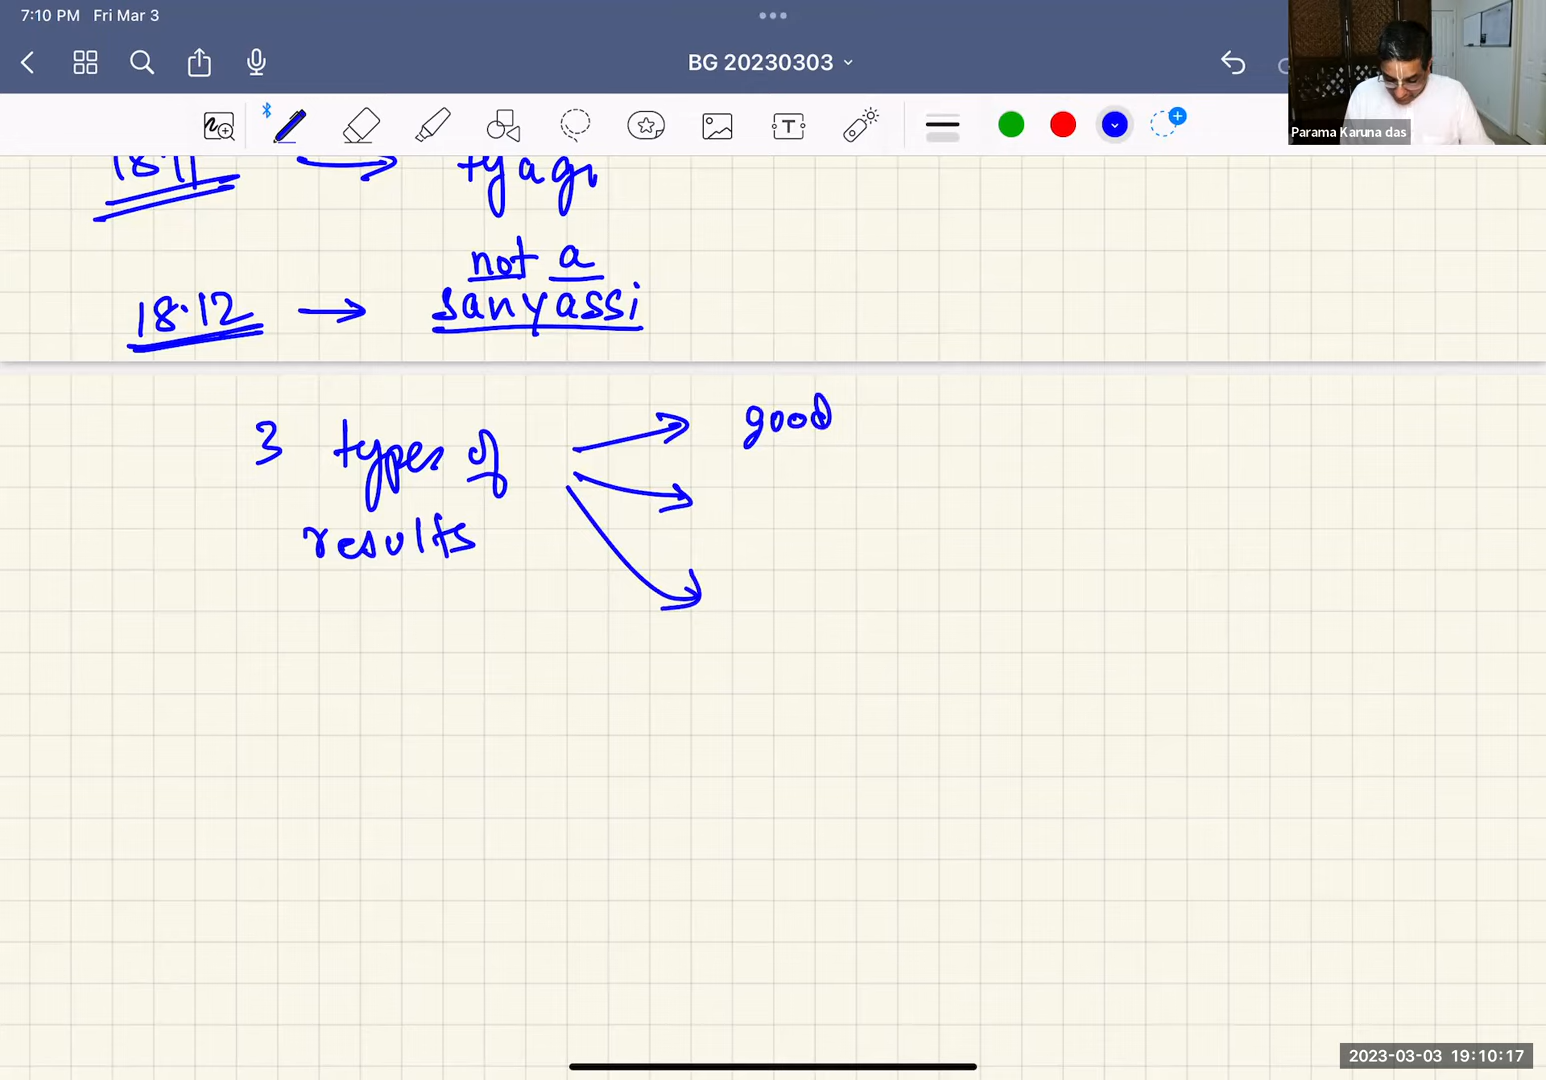 7:10 PM Fri Mar 3
BG 20230303
T
Parama Karuna das
18.11 → tyagi
not a
18.12 → sanyassi
3 types of good
results
2023-03-03 19:10:17